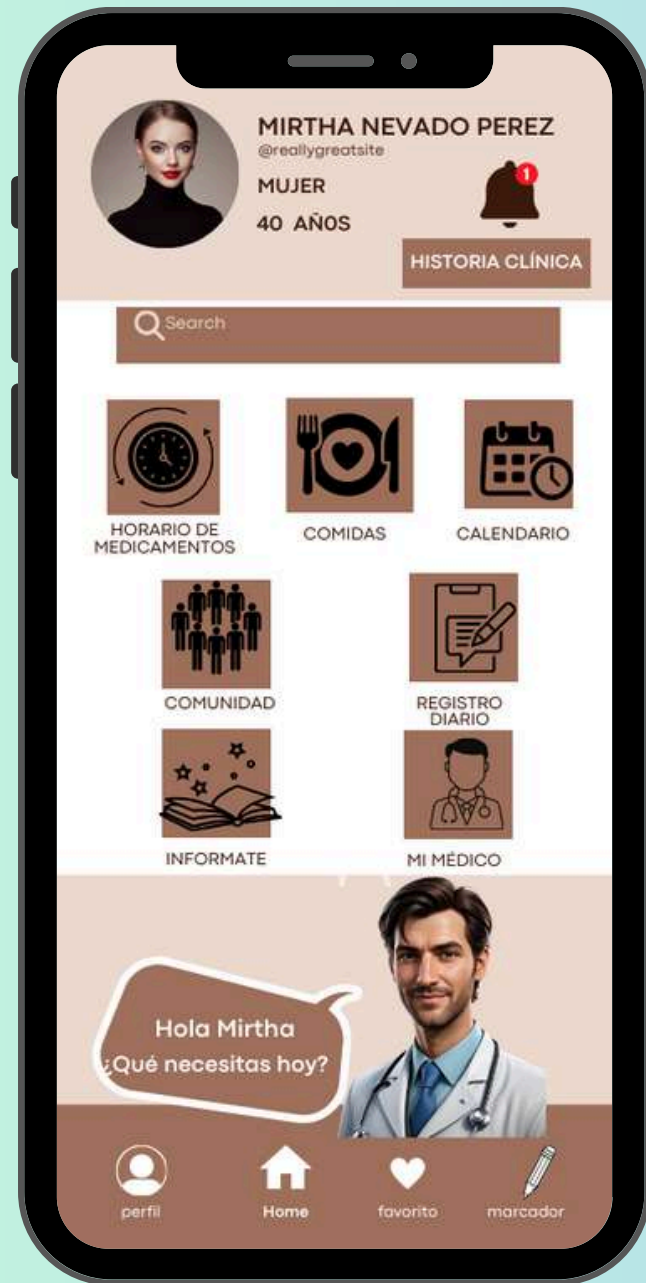 MIRTHA NEVADO PEREZ
@reallygreatsite
MUJER
40 AÑOS
1
HISTORIA CLÍNICA
Search
HORARIO DE
MEDICAMENTOS
COMIDAS
CALENDARIO
COMUNIDAD
REGISTRO
DIARIO
INFORMATE
MI MÉDICO
Hola Mirtha
¿Qué necesitas hoy?
perfil
Home
favorito
marcador